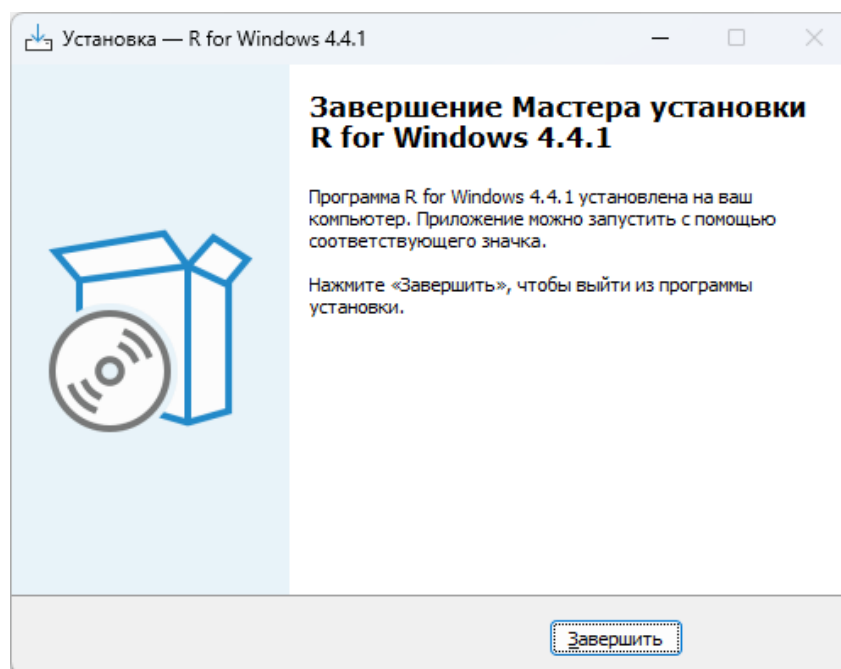 Установка — R for Windows 4.4.1
Завершение Мастера установки
R for Windows 4.4.1
Программа R for Windows 4.4.1 установлена на ваш
компьютер. Приложение можно запустить с помощью
соответствующего значка.
Нажмите «Завершить», чтобы выйти из программы
установки.
Завершить